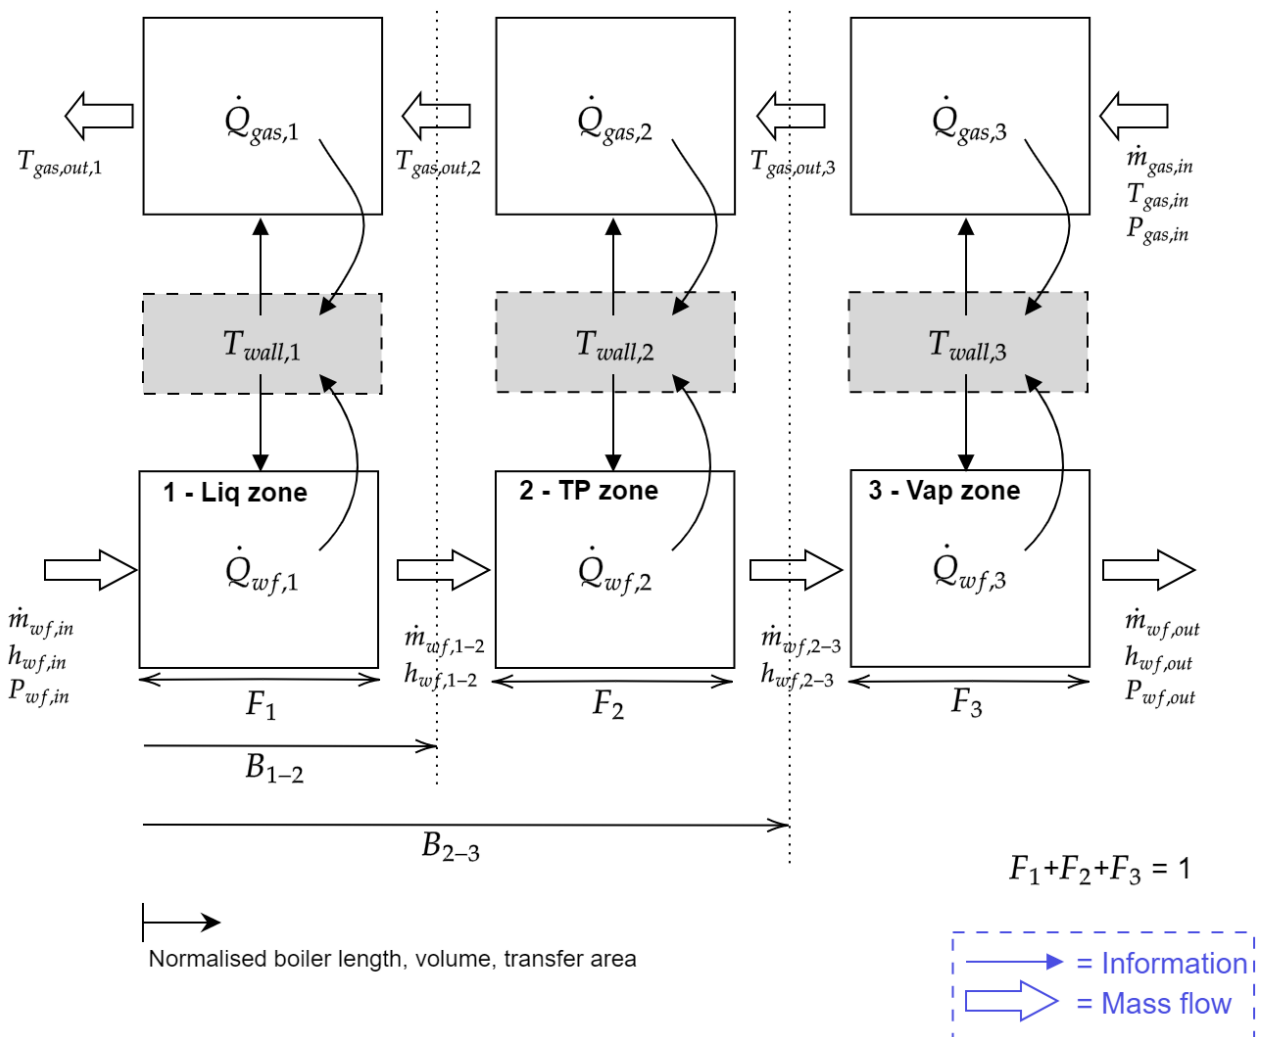 Q̇gas,1
Q̇gas,2
Q̇gas,3
Tgas,out,1
Tgas,out,2
Tgas,out,3
ṁgas,in
Tgas,in
Pgas,in
Twall,1
Twall,2
Twall,3
1 - Liq zone
2 - TP zone
3 - Vap zone
Q̇wf,1
Q̇wf,2
Q̇wf,3
ṁwf,in
hwf,in
Pwf,in
ṁwf,1−2
hwf,1−2
ṁwf,2−3
hwf,2−3
ṁwf,out
hwf,out
Pwf,out
F1
F2
F3
B1−2
B2−3
F1+F2+F3 = 1
Normalised boiler length, volume, transfer area
= Information
= Mass flow